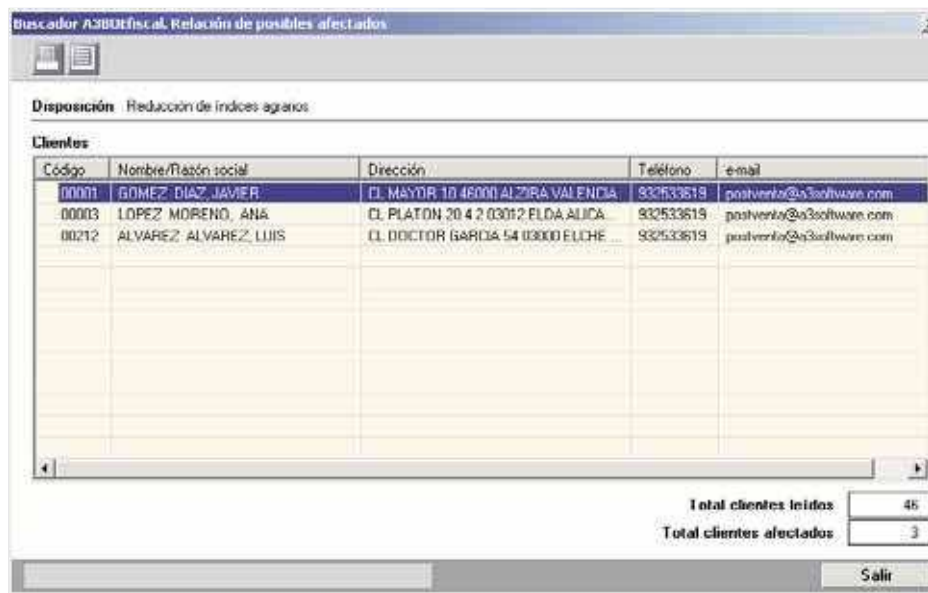 Buscador A3BOEfiscal. Relación de posibles afectados
Disposición Reducción de índices agrarios
Clientes
Código Nombre/Razón social Dirección Teléfono e-mail
00001 GOMEZ DIAZ, JAVIER CL MAYOR 10 46000 ALZIRA VALENCIA 932533619 postventa@a3software.com
00003 LOPEZ MORENO, ANA CL PLATON 20 4 2 03012 ELDA ALICA... 932533619 postventa@a3software.com
00212 ALVAREZ ALVAREZ, LUIS CL DOCTOR GARCIA 54 03000 ELCHE ... 932533619 postventa@a3software.com
Total clientes leídos 46
Total clientes afectados 3
Salir